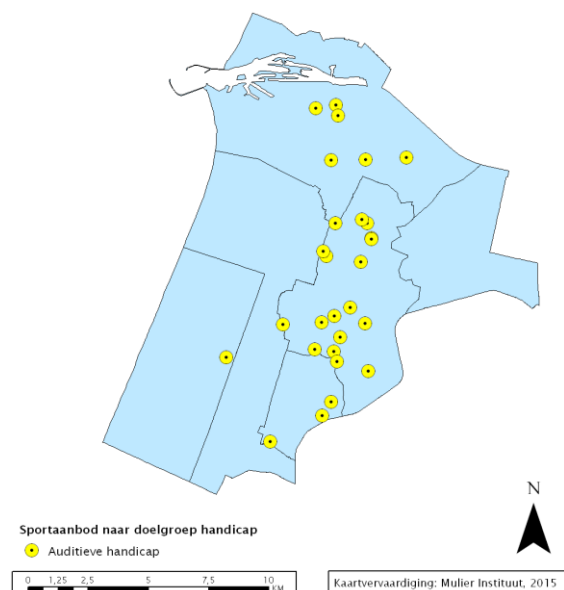 N
Sportaanbod naar doelgroep handicap
Auditieve handicap
0 1,25 2,5 5 7,5 10
KM
Kaartvervaardiging: Mulier Instituut, 2015